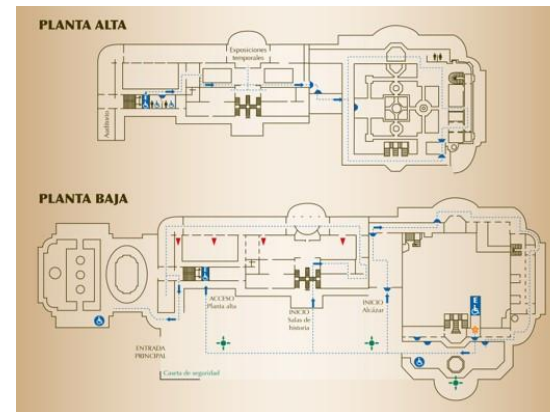 PLANTA ALTA
Exposiciones
temporales
Auditorio
PLANTA BAJA
ACCESO
Planta alta
INICIO
Salas de
historia
INICIO
Alcázar
ENTRADA
PRINCIPAL
Caseta de seguridad